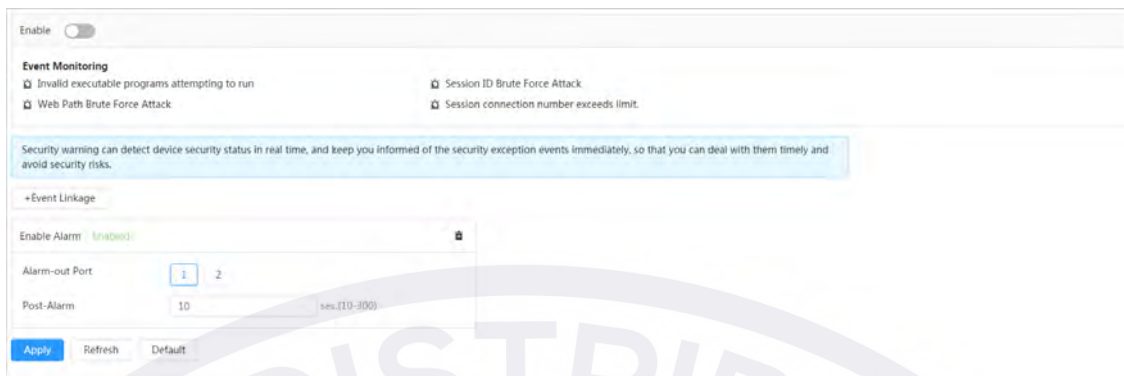 Enable
Event Monitoring
Invalid executable programs attempting to run
Session ID Brute Force Attack
Web Path Brute Force Attack
Session connection number exceeds limit.
Security warning can detect device security status in real time, and keep you informed of the security exception events immediately, so that you can deal with them timely and
avoid security risks.
+Event Linkage
Enable Alarm Enabled
Alarm-out Port 1 2
Post-Alarm 10 sec.(10-300)
Apply Refresh Default